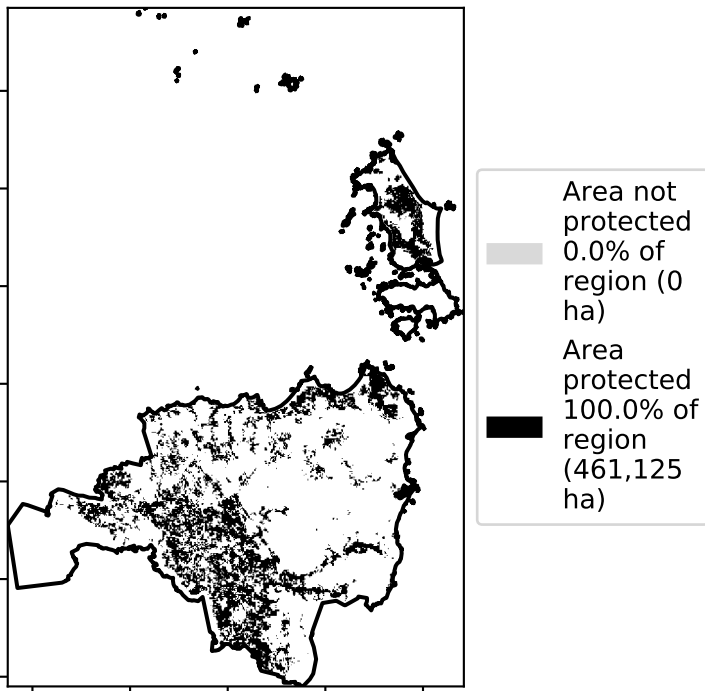 Area not
protected
0.0% of
region (0
ha)
Area
protected
100.0% of
region
(461,125
ha)